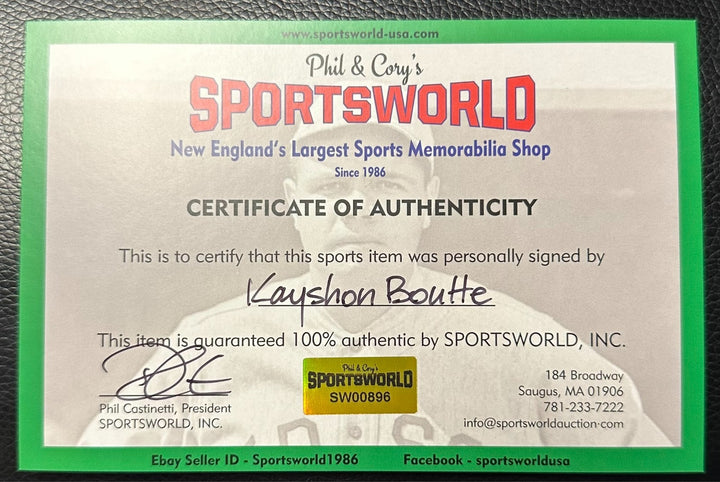 www.sportsworld-usa.com
Phil & Cory's
SPORTSWORLD
New England's Largest Sports Memorabilia Shop
Since 1986
CERTIFICATE OF AUTHENTICITY
This is to certify that this sports item was personally signed by
Kayshon Boutte
This item is guaranteed 100% authentic by SPORTSWORLD, INC.
Phil Castinetti, President
SPORTSWORLD, INC.
Phil & Cory's
SPORTSWORLD
SW00896
184 Broadway
Saugus, MA 01906
781-233-7222
info@sportsworldauction·com
Ebay Seller ID - Sportsworld1986 Facebook - sportsworldusa